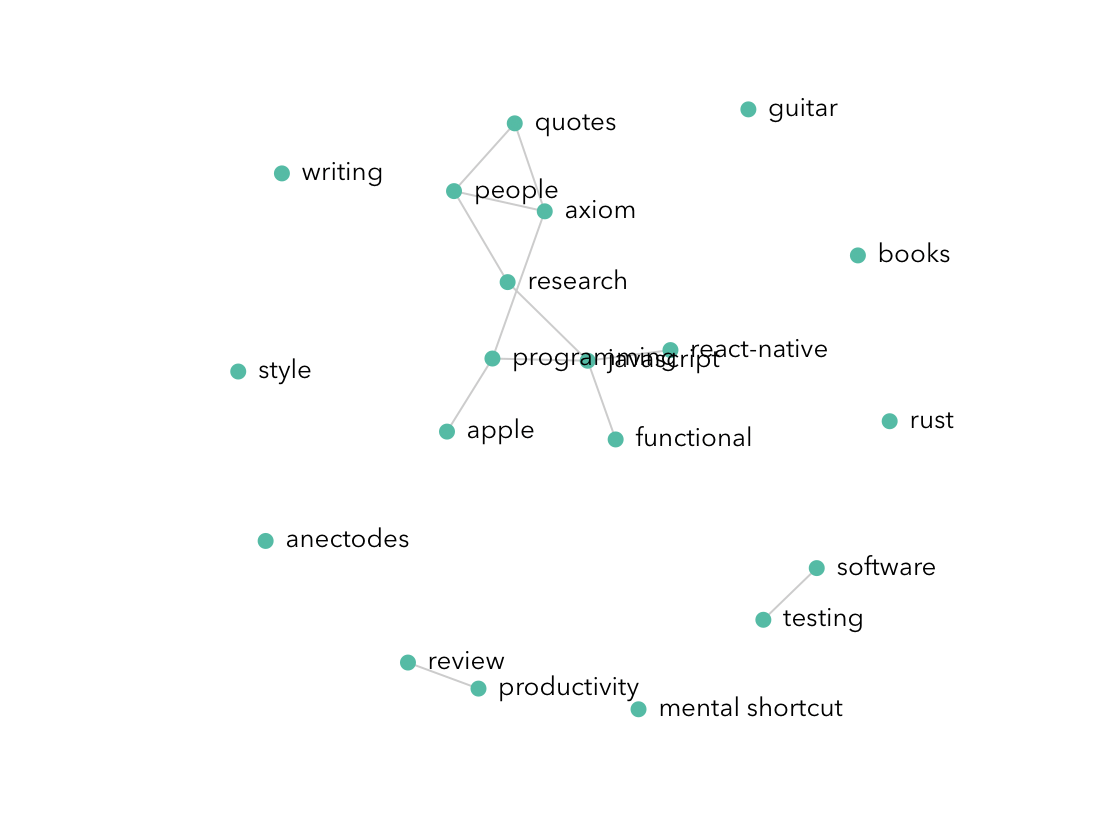 guitar
quotes
writing
people
axiom
books
research
react-native
programming
javascript
style
rust
apple
functional
anectodes
software
testing
review
productivity
mental shortcut